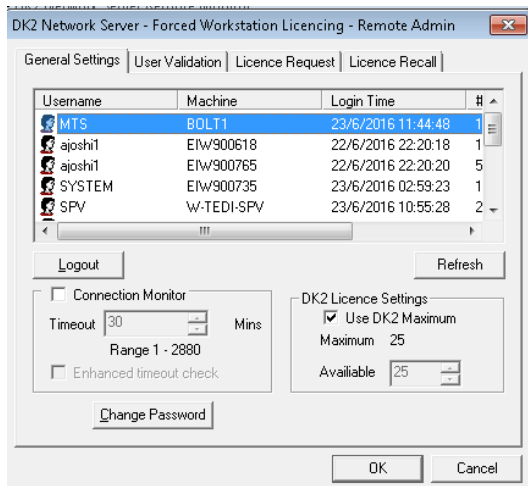 DK2 Network Server - Forced Workstation Licencing - Remote Admin
General Settings User Validation Licence Request Licence Recall
Username Machine Login Time #
MTS BOLT1 23/6/2016 11:44:48 1
ajoshi1 EIW900618 22/6/2016 22:20:18 1
ajoshi1 EIW900765 22/6/2016 22:20:20 5
SYSTEM EIW900735 23/6/2016 02:59:23 1
SPV W-TEDI-SPV 23/6/2016 10:55:28 2
Logout Refresh
Connection Monitor
Timeout 30 Mins
Range 1 - 2880
Enhanced timeout check
DK2 Licence Settings
Use DK2 Maximum
Maximum 25
Availiable 25
Change Password
OK Cancel